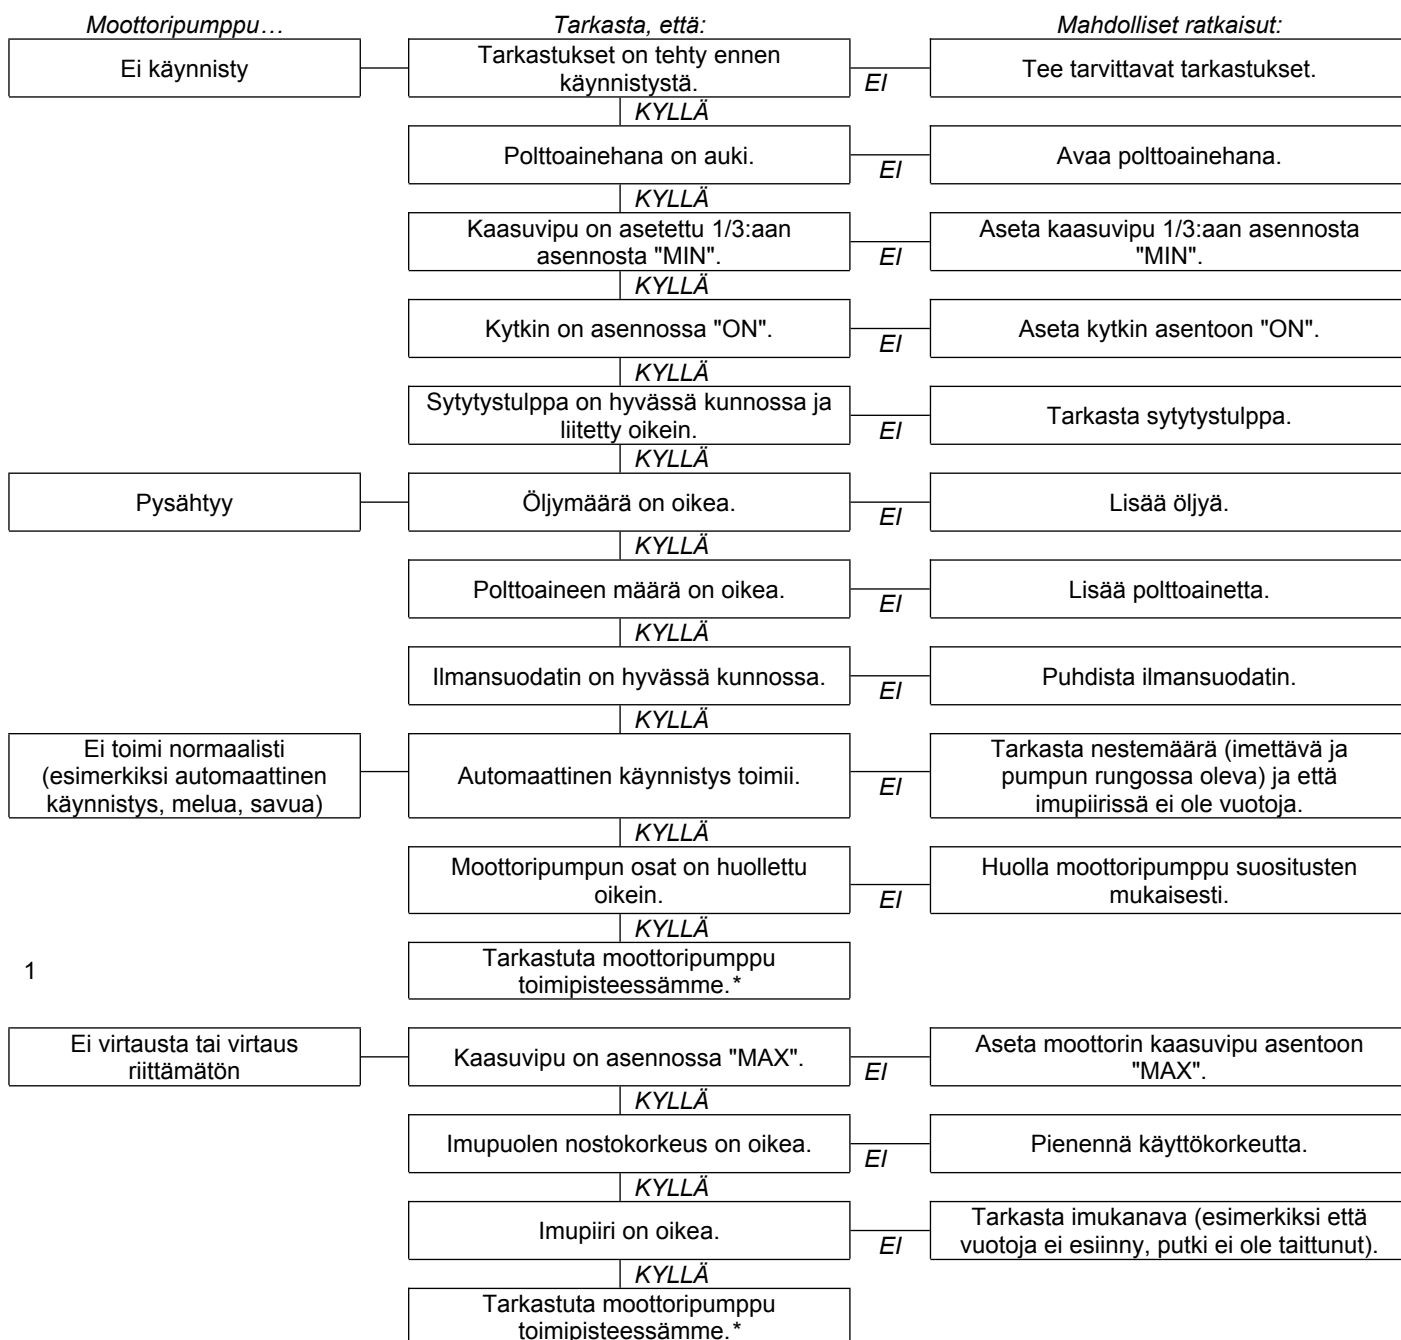 Moottoripumppu…
Tarkasta, että:
Mahdolliset ratkaisut:
Ei käynnisty
Tarkastukset on tehty ennen
käynnistystä.
EI
Tee tarvittavat tarkastukset.
KYLLÄ
Polttoainehana on auki.
EI
Avaa polttoainehana.
KYLLÄ
Kaasuvipu on asetettu 1/3:aan
asennosta "MIN".
EI
Aseta kaasuvipu 1/3:aan asennosta
"MIN".
KYLLÄ
Kytkin on asennossa "ON".
EI
Aseta kytkin asentoon "ON".
KYLLÄ
Sytytystulppa on hyvässä kunnossa ja
liitetty oikein.
EI
Tarkasta sytytystulppa.
KYLLÄ
Pysähtyy
Öljymäärä on oikea.
EI
Lisää öljyä.
KYLLÄ
Polttoaineen määrä on oikea.
EI
Lisää polttoainetta.
KYLLÄ
Ilmansuodatin on hyvässä kunnossa.
EI
Puhdista ilmansuodatin.
KYLLÄ
Ei toimi normaalisti
(esimerkiksi automaattinen
käynnistys, melua, savua)
Automaattinen käynnistys toimii.
EI
Tarkasta nestemäärä (imettävä ja
pumpun rungossa oleva) ja että
imupiirissä ei ole vuotoja.
KYLLÄ
Moottoripumpun osat on huollettu
oikein.
EI
Huolla moottoripumppu suositusten
mukaisesti.
KYLLÄ
1
Tarkastuta moottoripumppu
toimipisteessämme.*
Ei virtausta tai virtaus
riittämätön
Kaasuvipu on asennossa "MAX".
EI
Aseta moottorin kaasuvipu asentoon
"MAX".
KYLLÄ
Imupuolen nostokorkeus on oikea.
EI
Pienennä käyttökorkeutta.
KYLLÄ
Imupiiri on oikea.
EI
Tarkasta imukanava (esimerkiksi että
vuotoja ei esiinny, putki ei ole taittunut).
KYLLÄ
Tarkastuta moottoripumppu
toimipisteessämme.*